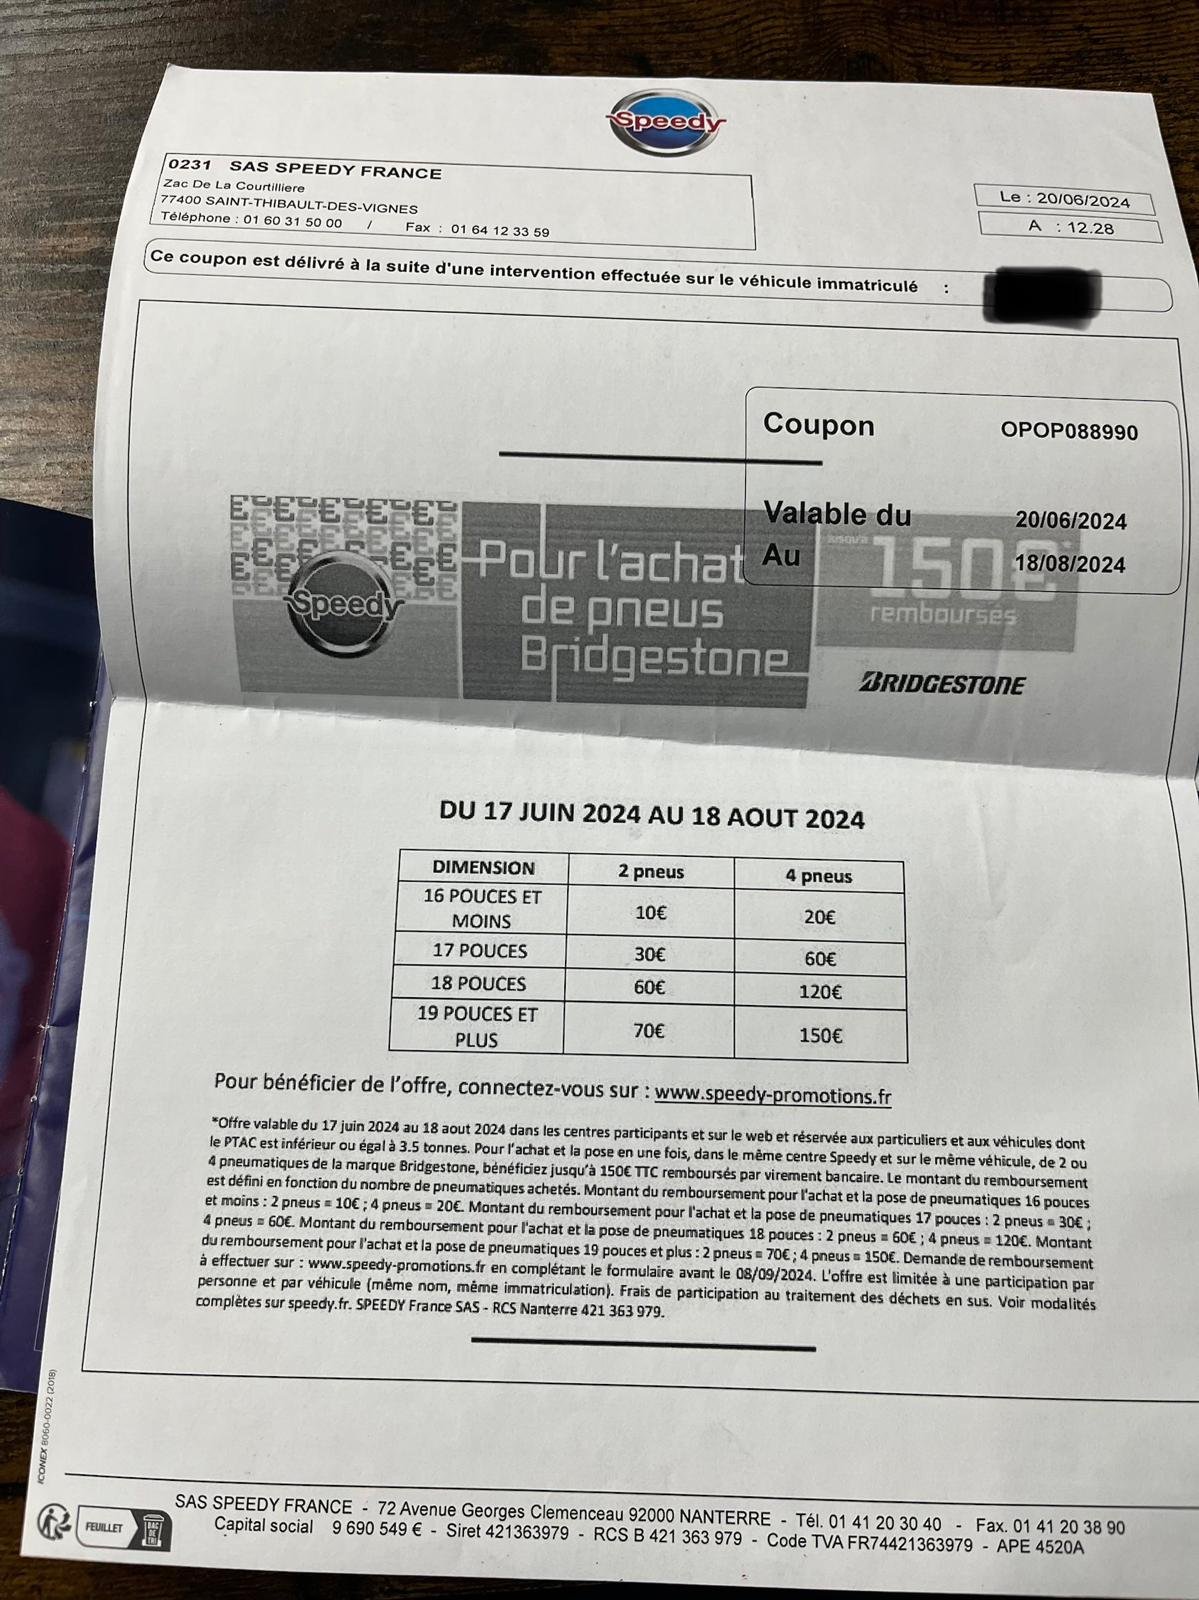 Speedy
0231 SAS SPEEDY FRANCE
Zac De La Courtilliere
77400 SAINT-THIBAULT-DES-VIGNES
Téléphone : 01 60 31 50 00 / Fax : 01 64 12 33 59
Le : 20/06/2024
A : 12.28
Ce coupon est délivré à la suite d'une intervention effectuée sur le véhicule immatriculé :
Coupon OPOP088990
Valable du 20/06/2024
Au 18/08/2024
Speedy
Pour l'achat
de pneus
Bridgestone
JUSQU'À
150€
remboursés
BRIDGESTONE
DU 17 JUIN 2024 AU 18 AOUT 2024
DIMENSION 2 pneus 4 pneus
16 POUCES ET
MOINS 10€ 20€
17 POUCES 30€ 60€
18 POUCES 60€ 120€
19 POUCES ET
PLUS 70€ 150€
Pour bénéficier de l'offre, connectez-vous sur : www.speedy-promotions.fr
*Offre valable du 17 juin 2024 au 18 aout 2024 dans les centres participants et sur le web et réservée aux particuliers et aux véhicules dont
le PTAC est inférieur ou égal à 3.5 tonnes. Pour l'achat et la pose en une fois, dans le même centre Speedy et sur le même véhicule, de 2 ou
4 pneumatiques de la marque Bridgestone, bénéficiez jusqu'à 150€ TTC remboursés par virement bancaire. Le montant du remboursement
est défini en fonction du nombre de pneumatiques achetés. Montant du remboursement pour l'achat et la pose de pneumatiques 16 pouces
et moins : 2 pneus = 10€ ; 4 pneus = 20€. Montant du remboursement pour l'achat et la pose de pneumatiques 17 pouces : 2 pneus = 30€ ;
4 pneus = 60€. Montant du remboursement pour l'achat et la pose de pneumatiques 18 pouces : 2 pneus = 60€ ; 4 pneus = 120€. Montant
du remboursement pour l'achat et la pose de pneumatiques 19 pouces et plus : 2 pneus = 70€ ; 4 pneus = 150€. Demande de remboursement
à effectuer sur : www.speedy-promotions.fr en complétant le formulaire avant le 08/09/2024. L'offre est limitée à une participation par
personne et par véhicule (même nom, même immatriculation). Frais de participation au traitement des déchets en sus. Voir modalités
complètes sur speedy.fr. SPEEDY France SAS - RCS Nanterre 421 363 979.
ICONEX 8060-0022 (2018)
FEUILLET
BAC
DE
TRI
SAS SPEEDY FRANCE - 72 Avenue Georges Clemenceau 92000 NANTERRE - Tél. 01 41 20 30 40 - Fax. 01 41 20 38 90
Capital social 9 690 549 € - Siret 421363979 - RCS B 421 363 979 - Code TVA FR74421363979 - APE 4520A